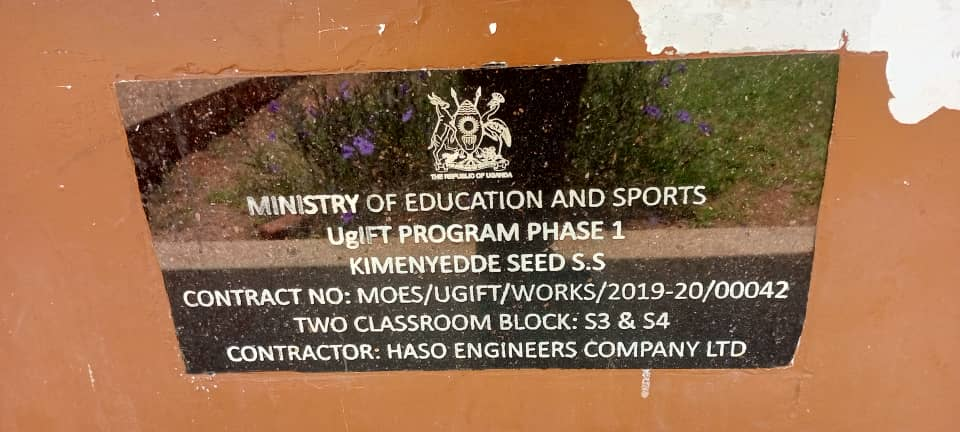 THE REPUBLIC OF UGANDA
MINISTRY OF EDUCATION AND SPORTS
UgIFT PROGRAM PHASE 1
KIMENYEDDE SEED S.S
CONTRACT NO: MOES/UGIFT/WORKS/2019-20/00042
TWO CLASSROOM BLOCK: S3 & S4
CONTRACTOR: HASO ENGINEERS COMPANY LTD